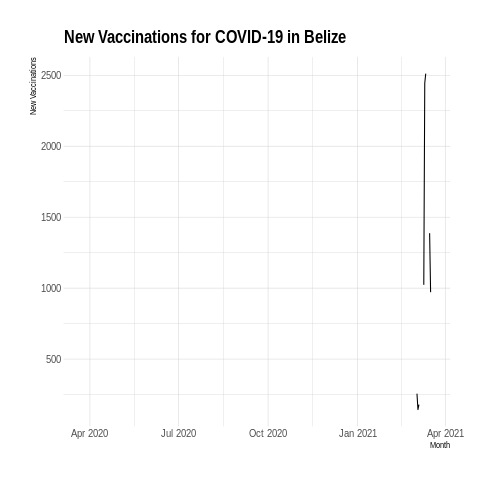 New Vaccinations for COVID-19 in Belize
New Vaccinations
2500
2000
1500
1000
500
Apr 2020 Jul 2020 Oct 2020 Jan 2021 Apr 2021
Month